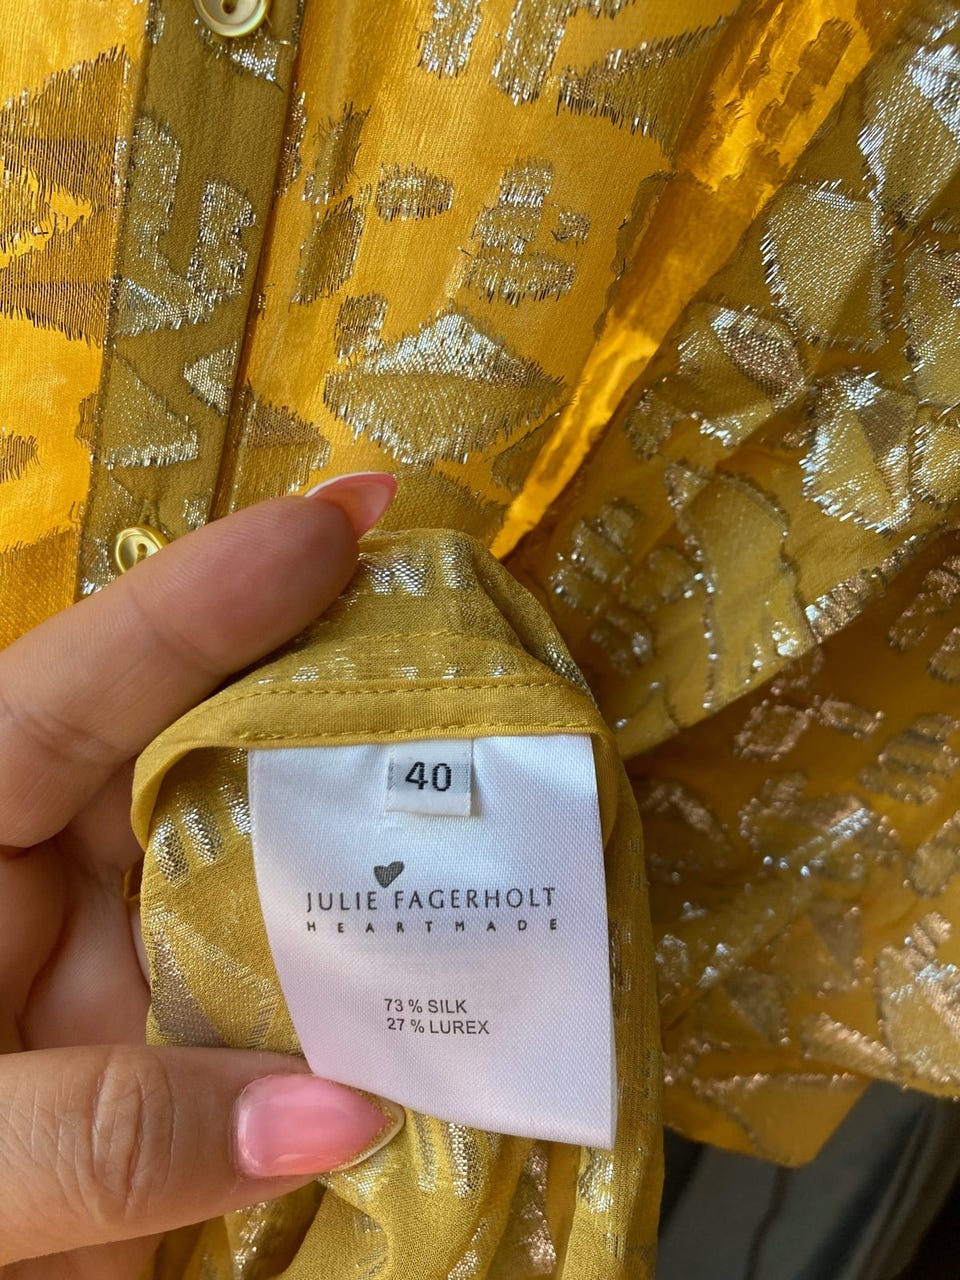 40
JULIE FAGERHOLT
HEARTMADE
73 % SILK
27 % LUREX